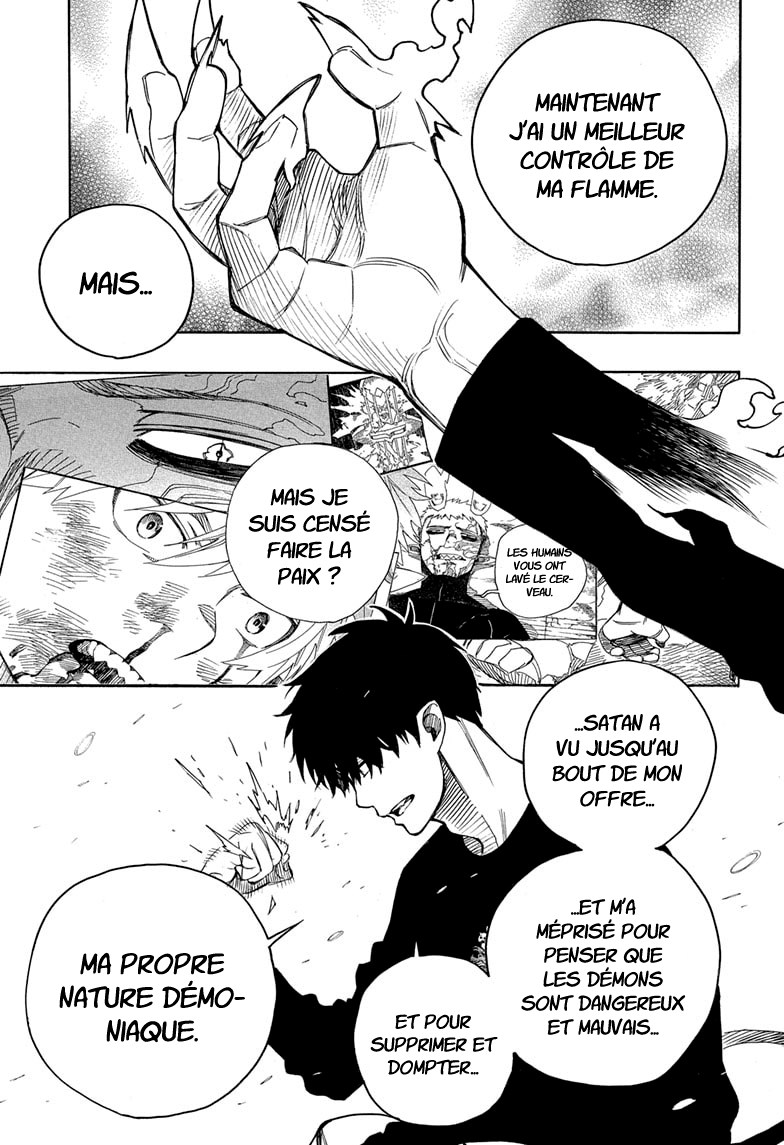 MAINTENANT
J'AI UN MEILLEUR
CONTRÔLE DE
MA FLAMME.
MAIS...
LES HUMAINS
VOUS ONT
LAVÉ LE CER-
VEAU.
MAIS JE
SUIS CENSÉ
FAIRE LA
PAIX ?
...SATAN A
VU JUSQU'AU
BOUT DE MON
OFFRE...
...ET M'A
MÉPRISÉ POUR
PENSER QUE
LES DÉMONS
SONT DANGEREUX
ET MAUVAIS...
ET POUR
SUPPRIMER ET
DOMPTER...
MA PROPRE
NATURE DÉMO-
NIAQUE.